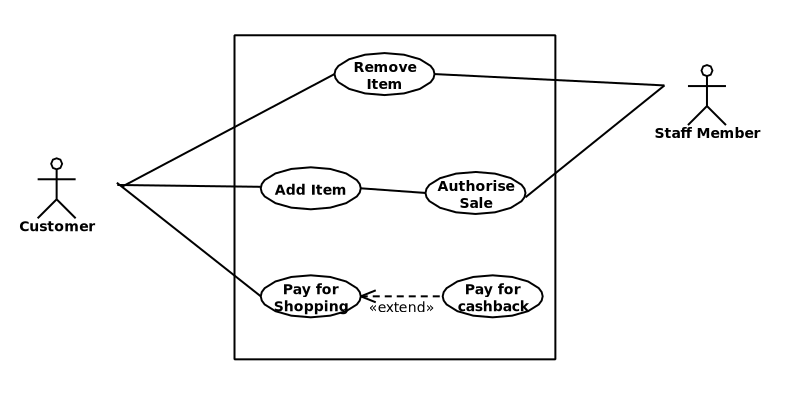 Remove
Item
Staff Member
Add Item
Authorise
Sale
Customer
Pay for
Shopping
«extend»
Pay for
cashback